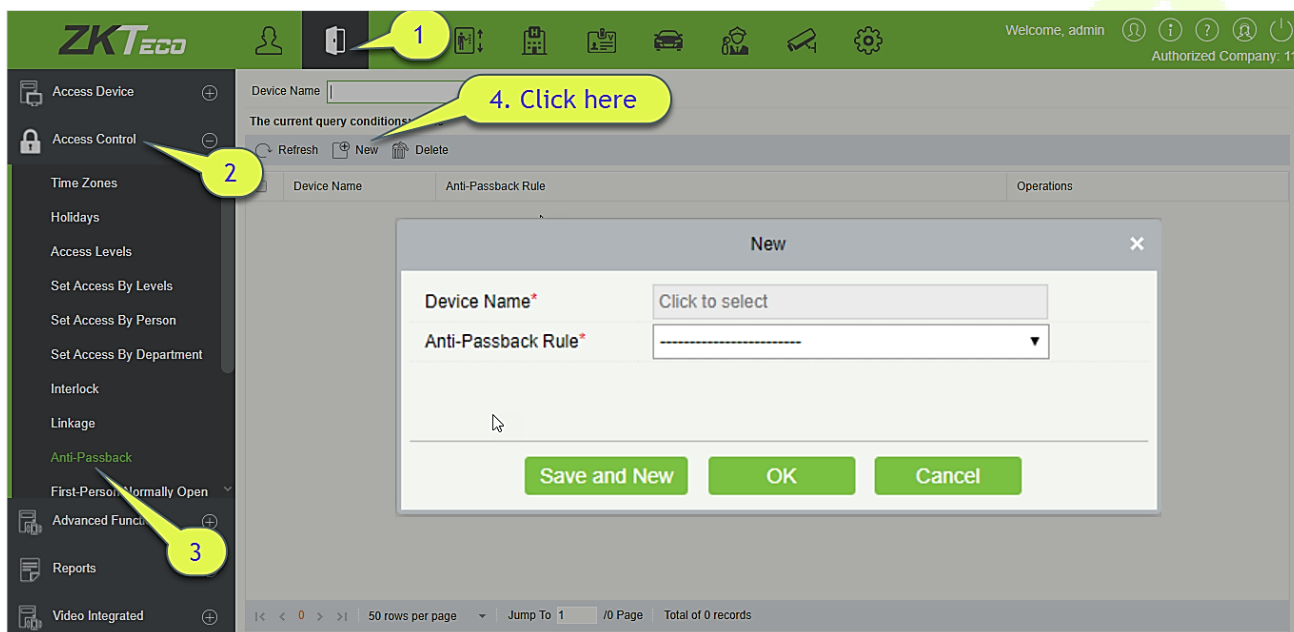 ZKTECO
1
Welcome, admin
Authorized Company: 11
Access Device
Device Name
4. Click here
The current query conditions:
Access Control
Refresh New Delete
2
Time Zones
Device Name Anti-Passback Rule Operations
Holidays
Access Levels
Set Access By Levels
Set Access By Person
Set Access By Department
Interlock
Linkage
Anti-Passback
First-Person Normally Open
New
Device Name* Click to select
Anti-Passback Rule* ------------------------
Save and New OK Cancel
Advanced
3
Reports
Video Integrated
|< < 0 > >| 50 rows per page Jump To 1 /0 Page Total of 0 records